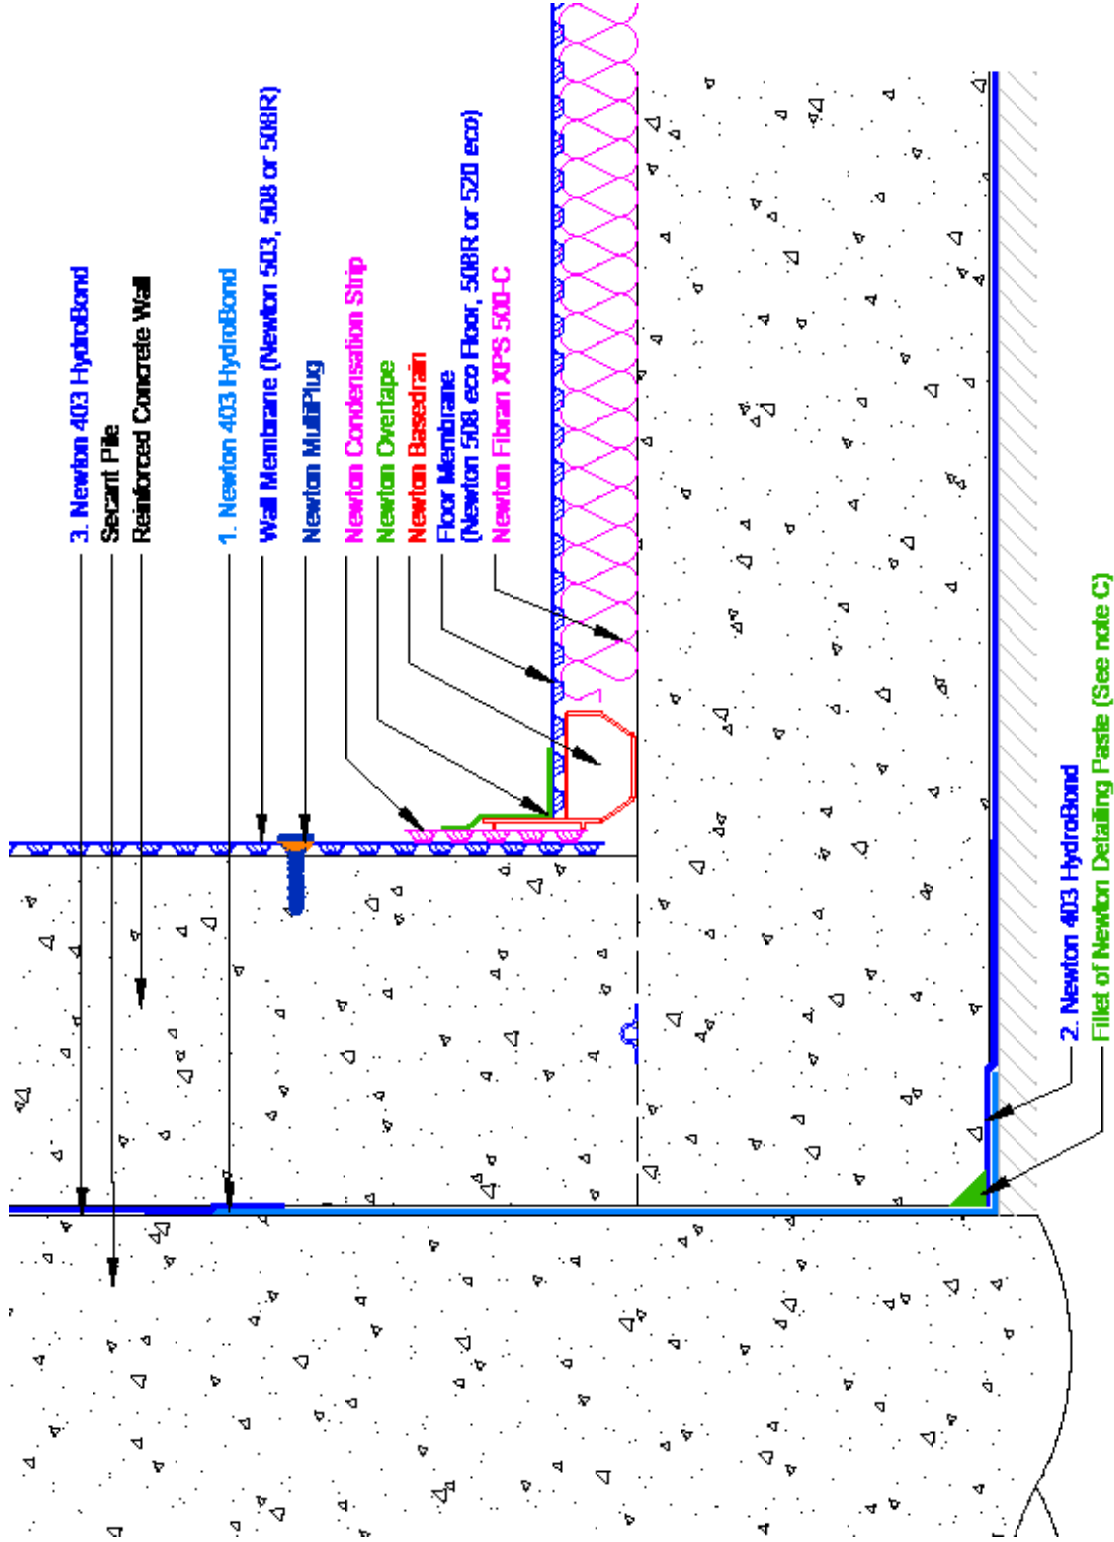 3. Newton 403 HydroBond
Secant Pile
Reinforced Concrete Wall
1. Newton 403 HydroBond
Wall Membrane (Newton 503, 508 or 508R)
Newton MultiPlug
Newton Condensation Strip
Newton Overtape
Newton Basedrain
Floor Membrane
(Newton 508 eco Floor, 508R or 520 eco)
Newton Fibran XPS 500-C
2. Newton 403 HydroBond
Fillet of Newton Detailing Paste (See note C)